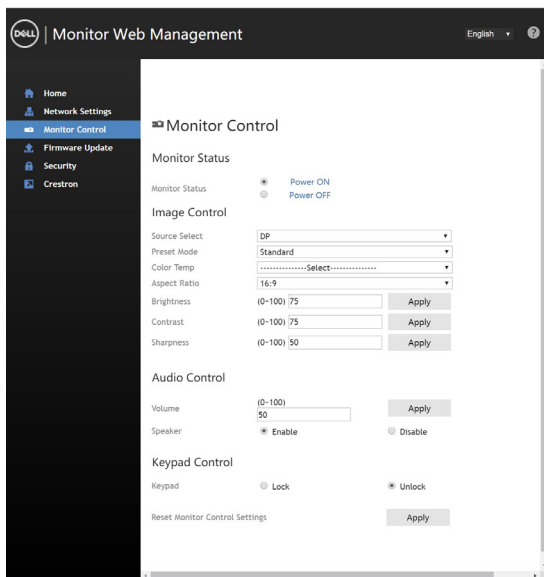 DELL
Monitor Web Management
English
?
Home
Network Settings
Monitor Control
Firmware Update
Security
Crestron
Monitor Control
Monitor Status
Monitor Status Power ON
Power OFF
Image Control
Source Select DP
Preset Mode Standard
Color Temp ---------------Select---------------
Aspect Ratio 16:9
Brightness (0~100) 75 Apply
Contrast (0~100) 75 Apply
Sharpness (0~100) 50 Apply
Audio Control
(0~100)
Volume 50 Apply
Speaker Enable Disable
Keypad Control
Keypad Lock Unlock
Reset Monitor Control Settings Apply